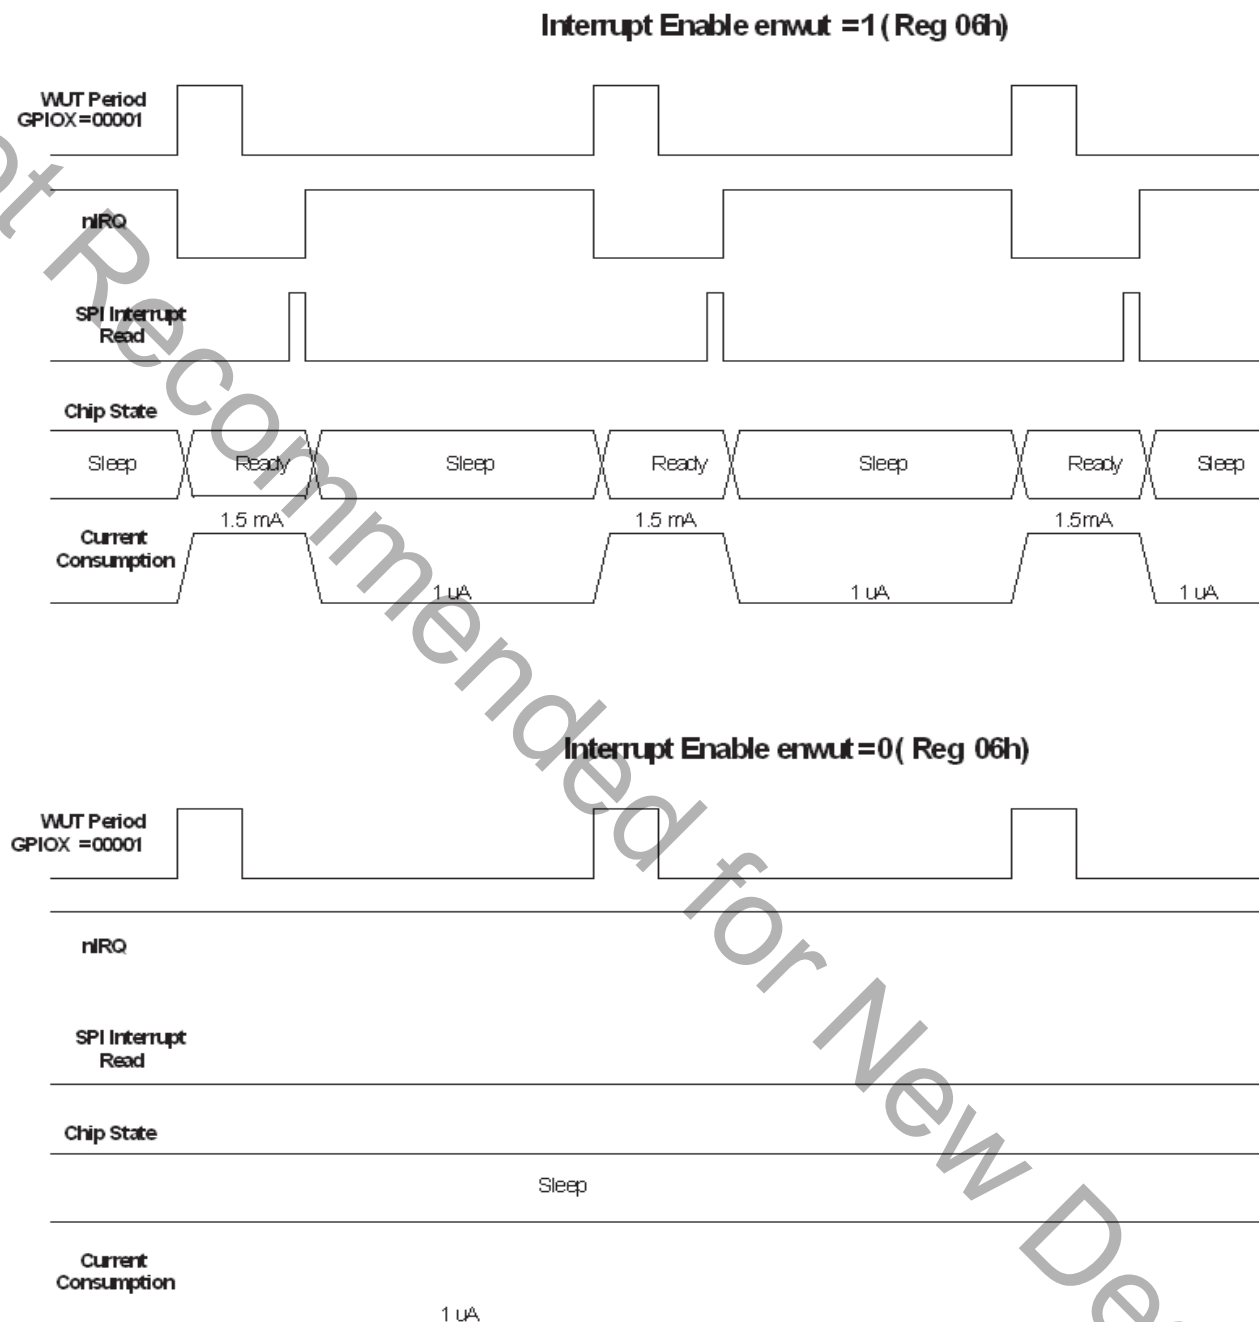 Interrupt Enable enwut =1 ( Reg 06h)
WUT Period
GPIOX =00001
nIRQ
SPI Interrupt
Read
Chip State
Sleep Ready Sleep Ready Sleep Ready Sleep
1.5 mA 1.5 mA 1.5mA
Current
Consumption
1 uA 1 uA 1 uA
Interrupt Enable enwut =0 ( Reg 06h)
WUT Period
GPIOX =00001
nIRQ
SPI Interrupt
Read
Chip State
Sleep
Current
Consumption
1 uA
Recommended for New